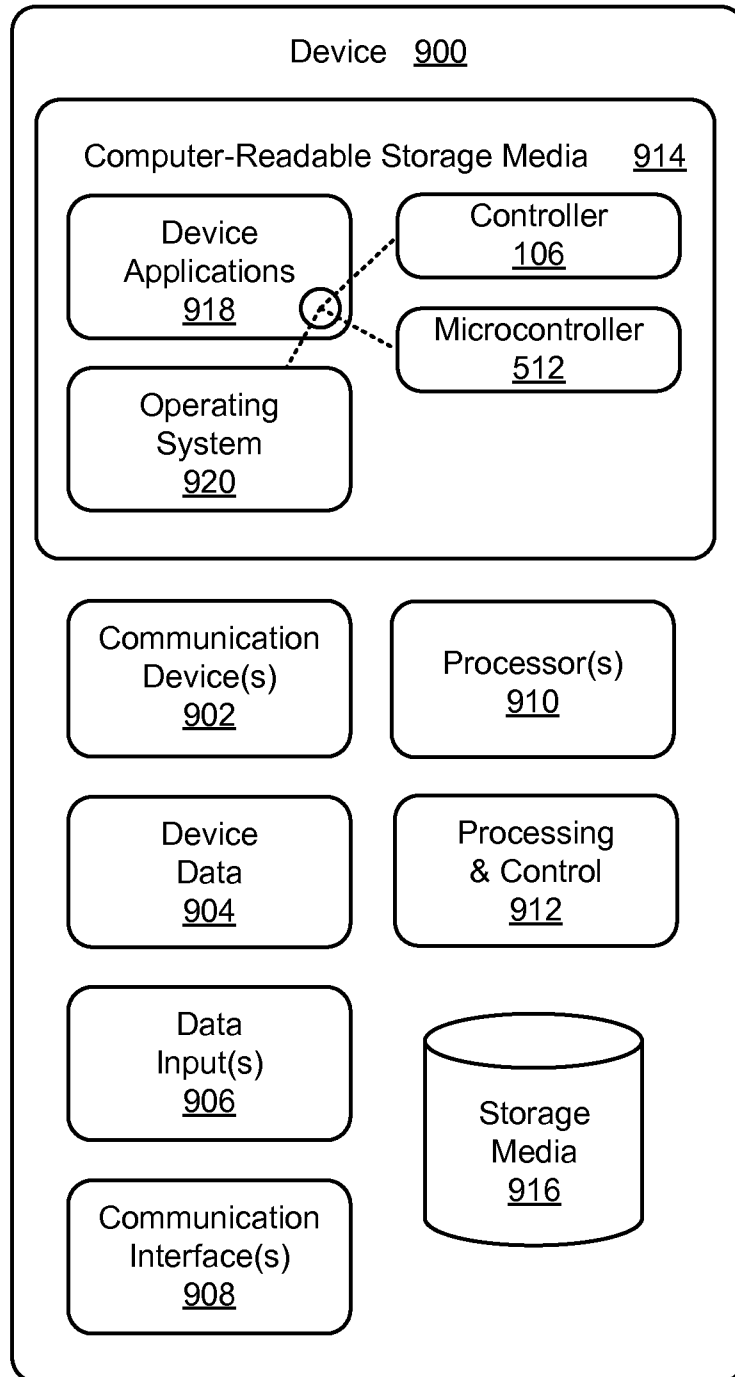 Device 900
Computer-Readable Storage Media 914
Device
Applications
918
Controller
106
Microcontroller
512
Operating
System
920
Communication
Device(s)
902
Processor(s)
910
Device
Data
904
Processing
& Control
912
Data
Input(s)
906
Storage
Media
916
Communication
Interface(s)
908